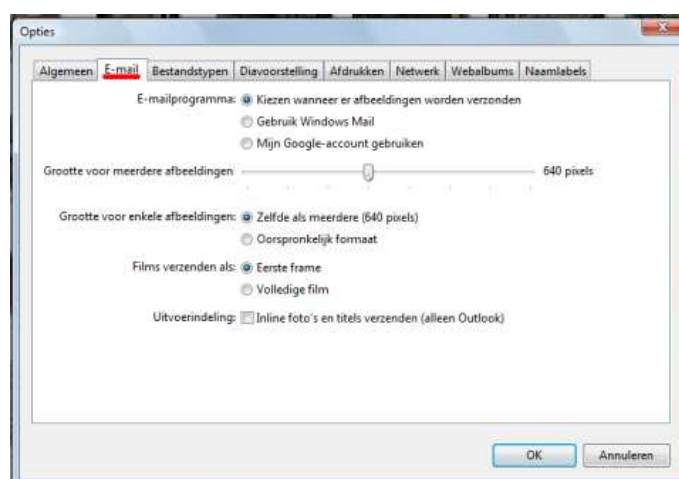 Opties
Algemeen E-mail Bestandstypen Diavoorstelling Afdrukken Netwerk Webalbums Naamlabels
E-mailprogramma: Kiezen wanneer er afbeeldingen worden verzonden
Gebruik Windows Mail
Mijn Google-account gebruiken
Grootte voor meerdere afbeeldingen 640 pixels
Grootte voor enkele afbeeldingen: Zelfde als meerdere (640 pixels)
Oorspronkelijk formaat
Films verzenden als: Eerste frame
Volledige film
Uitvoerindeling: Inline foto's en titels verzenden (alleen Outlook)
OK Annuleren